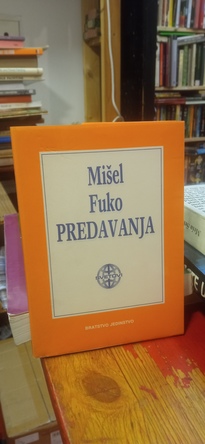 Mišel
Fuko
PREDAVANJA
BRATSTVO JEDINSTVO